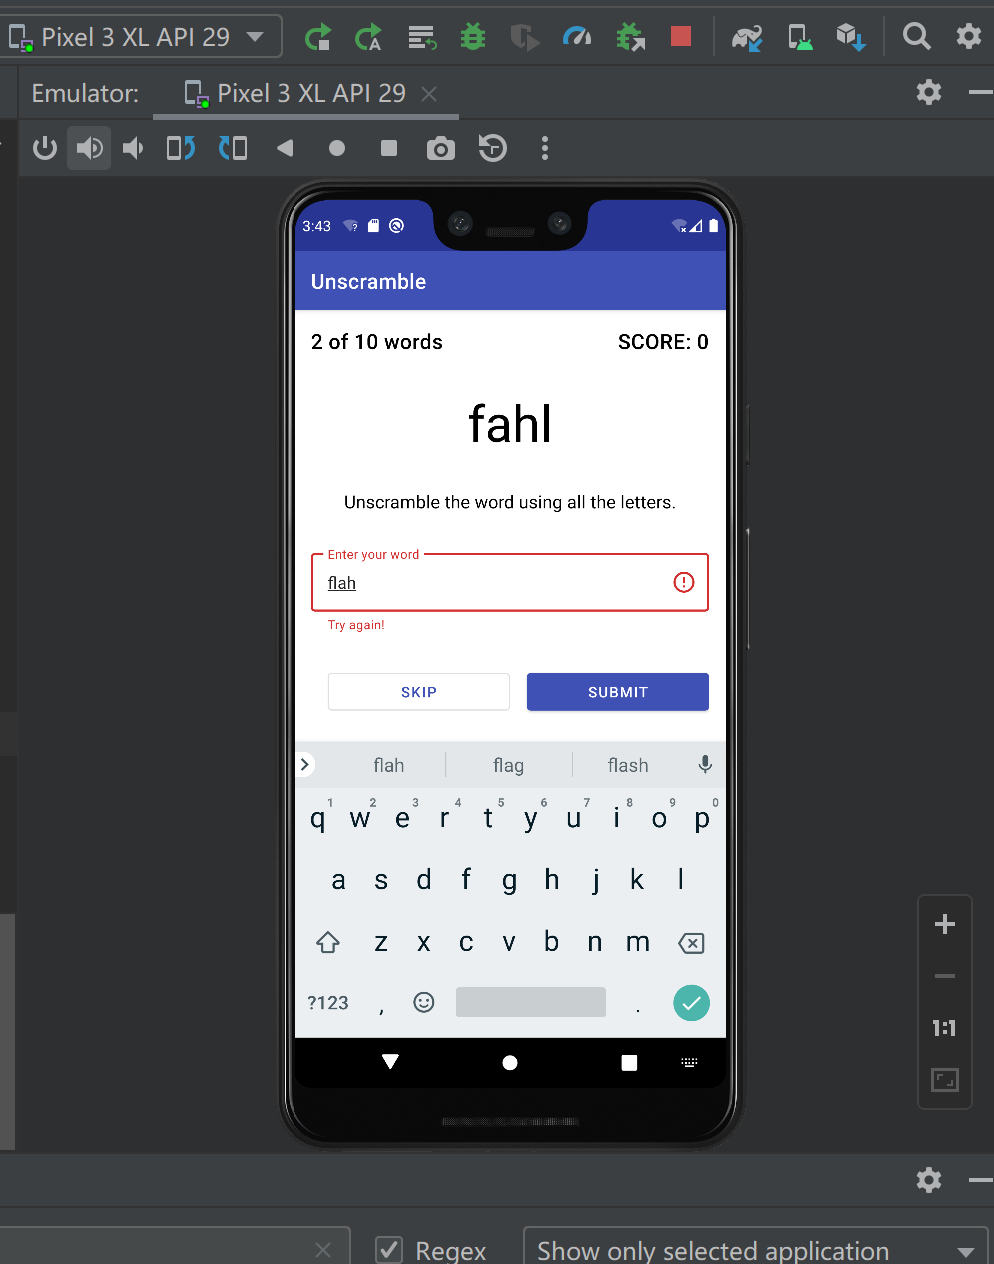 Pixel 3 XL API 29
Emulator: Pixel 3 XL API 29
3:43
Unscramble
2 of 10 words SCORE: 0
fahl
Unscramble the word using all the letters.
Enter your word
flah
Try again!
SKIP SUBMIT
flah flag flash
1 2 3 4 5 6 7 8 9 0
q w e r t y u i o p
a s d f g h j k l
z x c v b n m
?123 , .
1:1
Regex Show only selected application